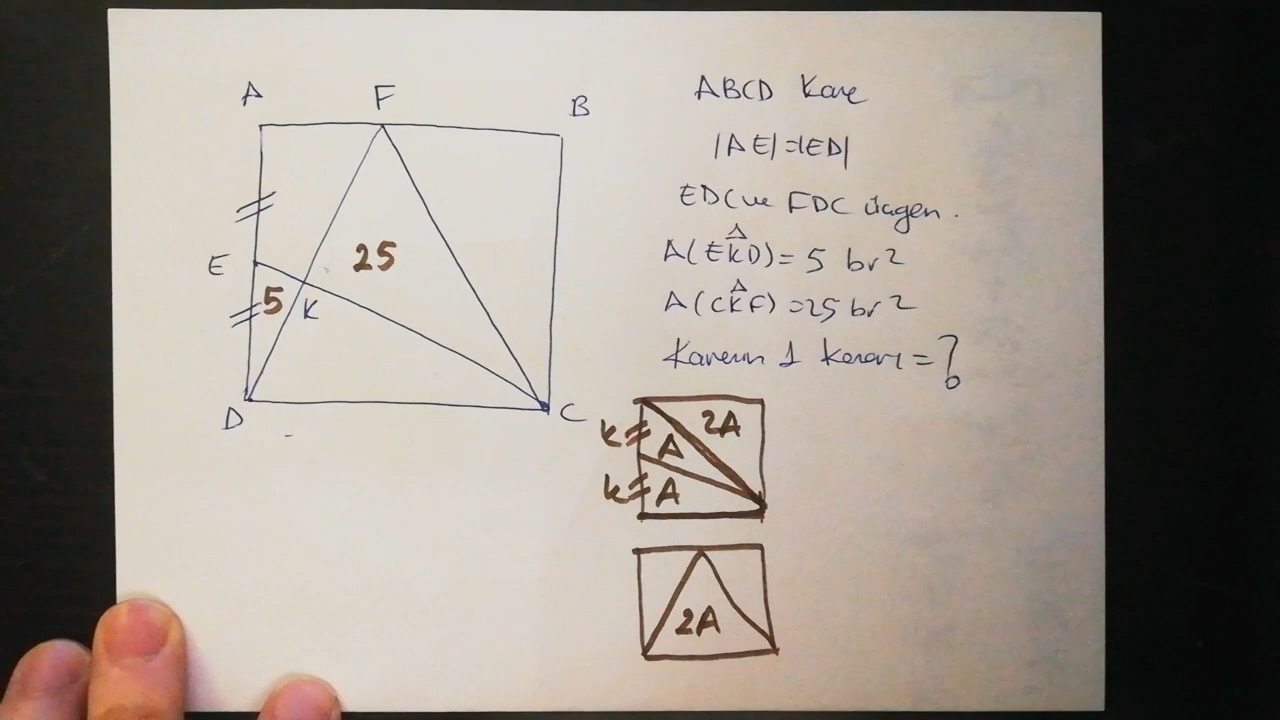 A F B
ABCD Kare
|AE|=|ED|
EDC ve FDC üçgen.
E 25
A(EKD)=5 br²
5 K
A(CKF)=25 br²
Karenin 1 kenarı=?
D C
k A 2A
k A
2A